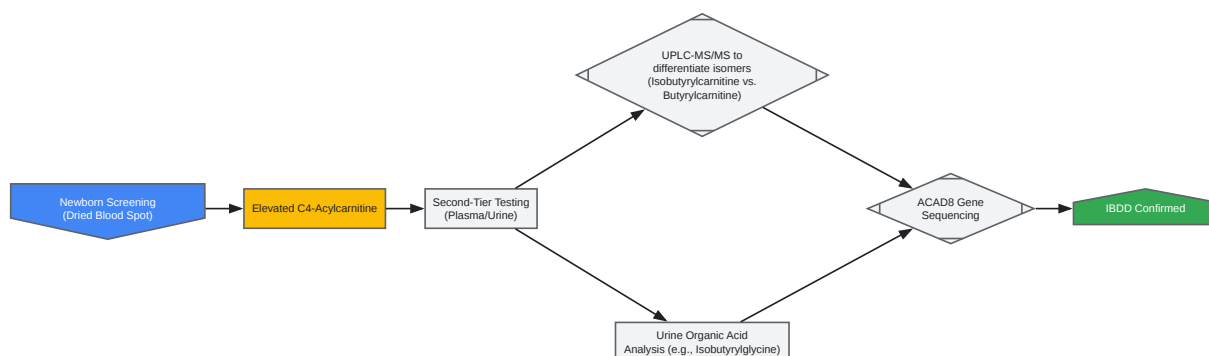 Newborn Screening
(Dried Blood Spot)
Elevated C4-Acylcarnitine
Second-Tier Testing
(Plasma/Urine)
UPLC-MS/MS to
differentiate isomers
(Isobutyrylcarnitine vs.
Butyrylcarnitine)
Urine Organic Acid
Analysis (e.g., Isobutyrylglycine)
ACAD8 Gene
Sequencing
IBDD Confirmed